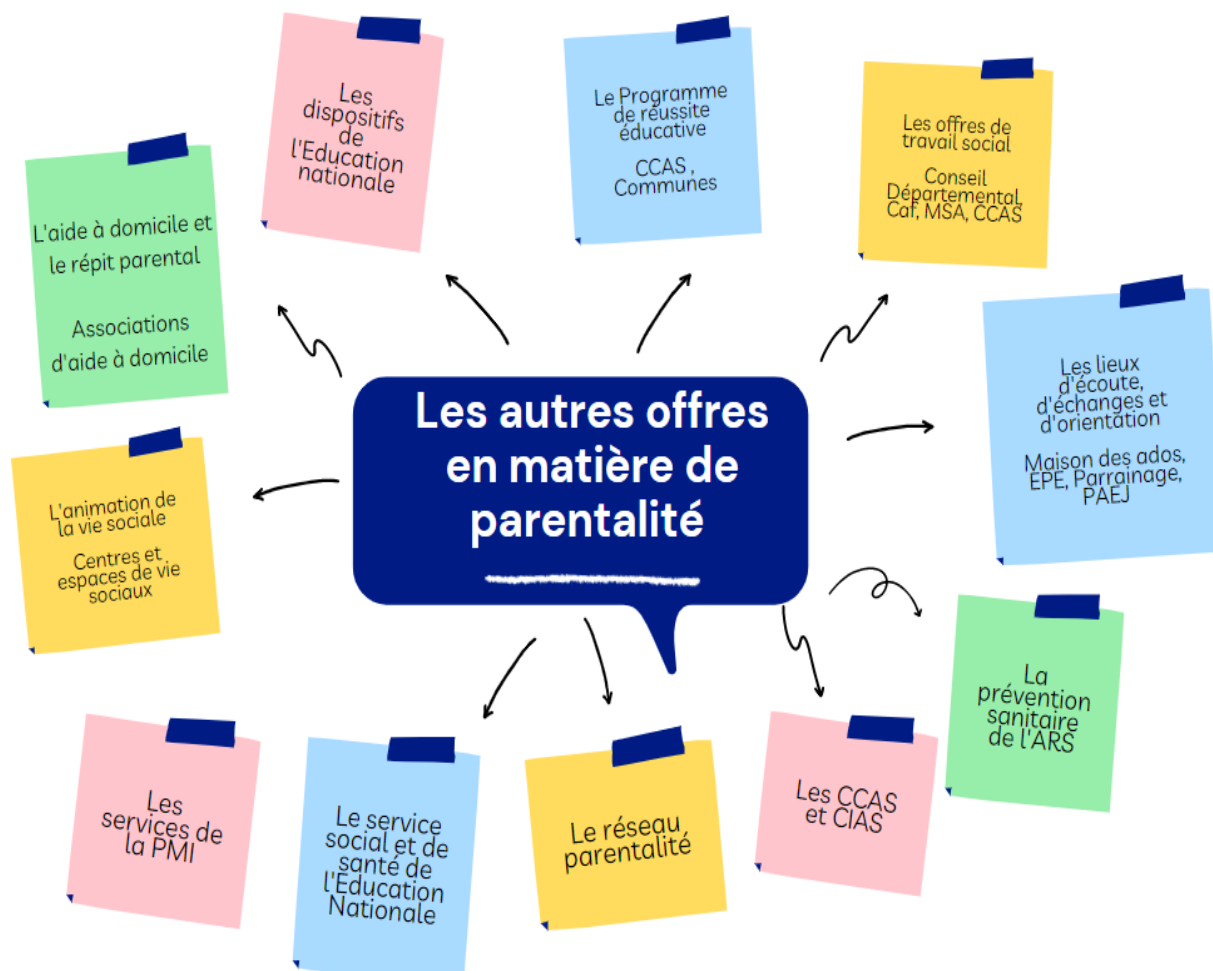 Les
dispositifs
de
l'Education
nationale
Le Programme
de réussite
éducative
CCAS ,
Communes
Les offres de
travail social
Conseil
Départemental,
Caf, MSA, CCAS
L'aide à domicile et
le répit parental
Associations
d'aide à domicile
Les autres offres
en matière de
parentalité
Les lieux
d'écoute,
d'échanges et
d'orientation
Maison des ados,
EPE, Parrainage,
PAEJ
L'animation de
la vie sociale
Centres et
espaces de vie
sociaux
La
prévention
sanitaire
de l'ARS
Les
services de
la PMI
Le service
social et de
santé de
l'Education
Nationale
Le réseau
parentalité
Les CCAS
et CIAS